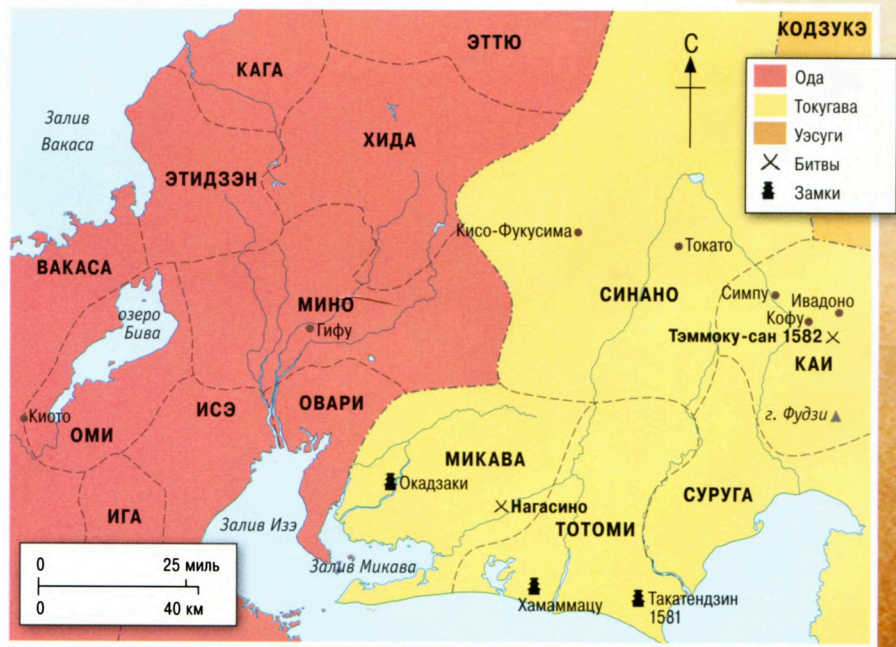 КОДЗУКЭ
ЭТТЮ
С
КАГА
Ода
Токугава
Уэсуги
Битвы
Замки
Залив
Вакаса
ХИДА
ЭТИДЗЭН
Кисо-Фукусима
Токато
ВАКАСА
СИНАНО
Симпу
Ивадоно
МИНО
озеро
Бива
Гифу
Кофу
Тэммоку-сан 1582
КАИ
ИСЭ
ОВАРИ
Киото
г. Фудзи
ОМИ
МИКАВА
Окадзаки
СУРУГА
Нагасино
ИГА
Залив Изэ
ТОТОМИ
Залив Микава
0 25 миль
0 40 км
Хамаммацу
Такатендзин
1581